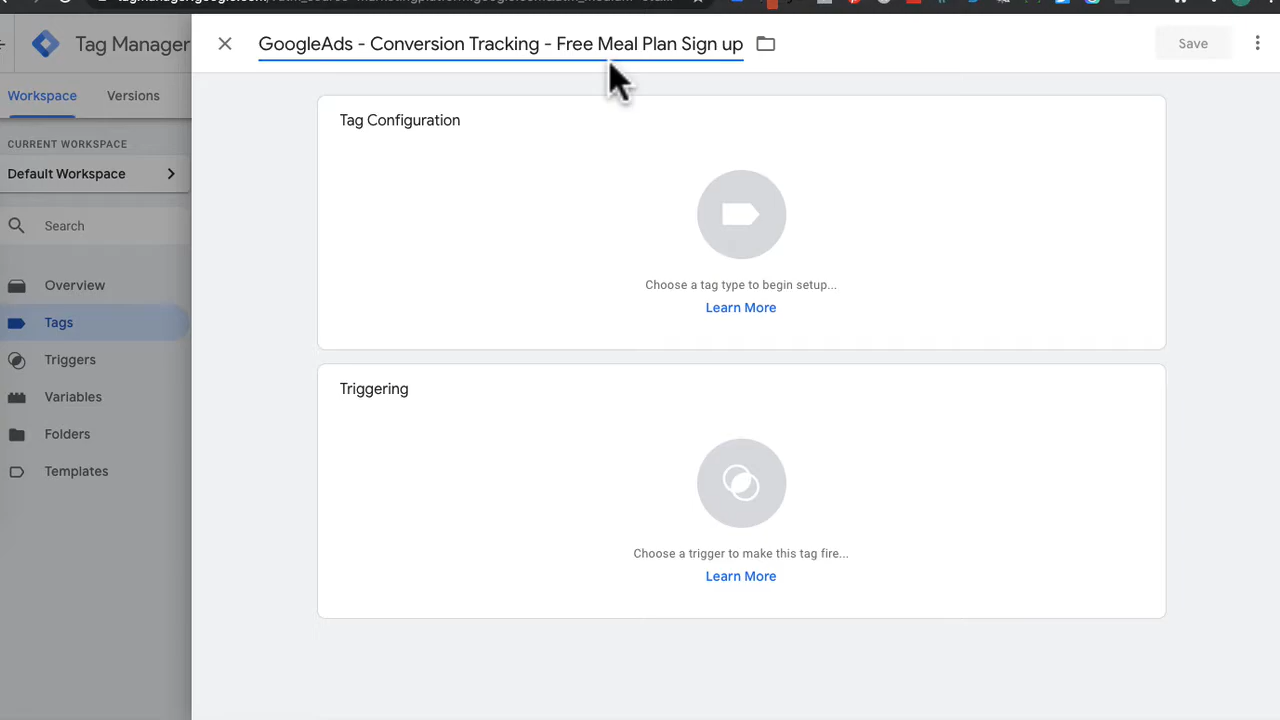 Tag Manager
GoogleAds - Conversion Tracking - Free Meal Plan Sign up
Save
Workspace
Versions
CURRENT WORKSPACE
Default Workspace
Search
Overview
Tags
Triggers
Variables
Folders
Templates
Tag Configuration
Choose a tag type to begin setup...
Learn More
Triggering
Choose a trigger to make this tag fire...
Learn More